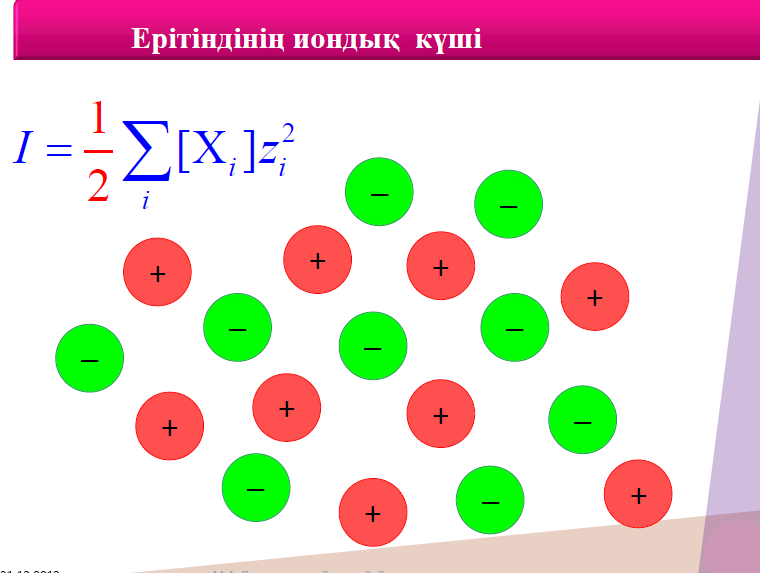 Ерітіндінің иондық күші
I = 1/2 ∑i [Xi]zi²
– –
+ + + +
– – – –
+ + + –
– + – +